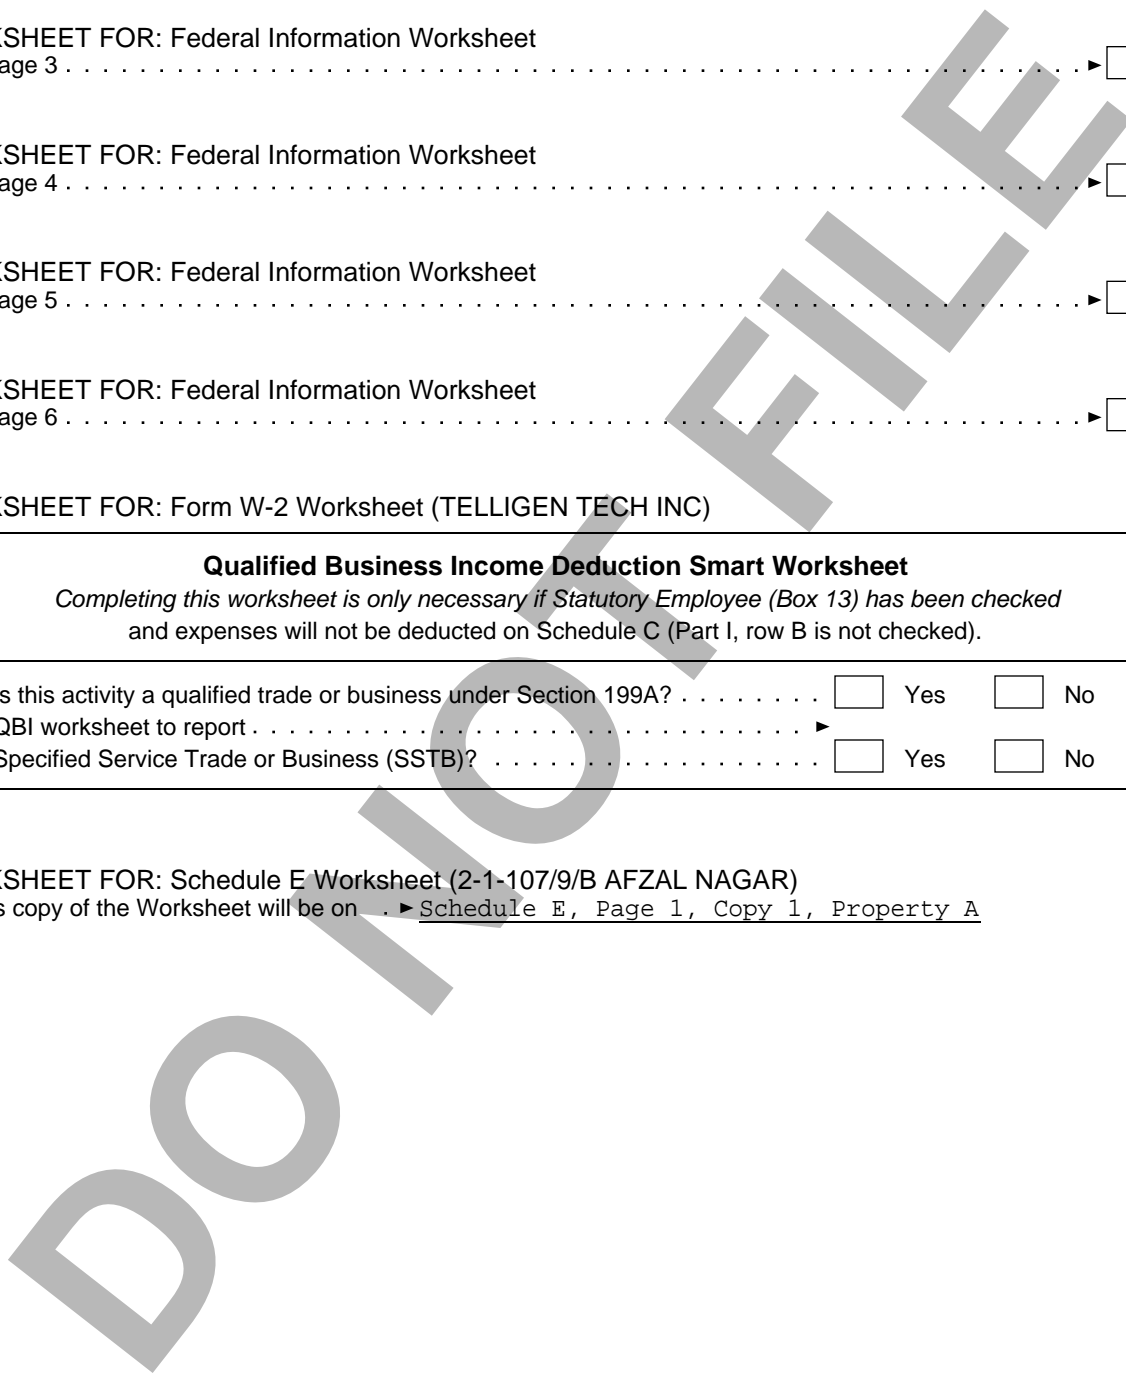 KSHEET FOR: Federal Information Worksheet
age 3 . . . . . . . . . . . . . . . . . . . . . . . . . . . . . . . . . . . . . . . . . . . . . . . . . . . . . . . ►
KSHEET FOR: Federal Information Worksheet
age 4 . . . . . . . . . . . . . . . . . . . . . . . . . . . . . . . . . . . . . . . . . . . . . . . . . . . . . . . ►
KSHEET FOR: Federal Information Worksheet
age 5 . . . . . . . . . . . . . . . . . . . . . . . . . . . . . . . . . . . . . . . . . . . . . . . . . . . . . . . ►
KSHEET FOR: Federal Information Worksheet
age 6 . . . . . . . . . . . . . . . . . . . . . . . . . . . . . . . . . . . . . . . . . . . . . . . . . . . . . . . ►
KSHEET FOR: Form W-2 Worksheet (TELLIGEN TECH INC)
Qualified Business Income Deduction Smart Worksheet
Completing this worksheet is only necessary if Statutory Employee (Box 13) has been checked
and expenses will not be deducted on Schedule C (Part I, row B is not checked).
s this activity a qualified trade or business under Section 199A? . . . . . . . . Yes No
QBI worksheet to report . . . . . . . . . . . . . . . . . . . . . . . . . . . . . . ►
Specified Service Trade or Business (SSTB)? . . . . . . . . . . . . . . . . . . Yes No
KSHEET FOR: Schedule E Worksheet (2-1-107/9/B AFZAL NAGAR)
s copy of the Worksheet will be on . ► Schedule E, Page 1, Copy 1, Property A
DO NOT FILE